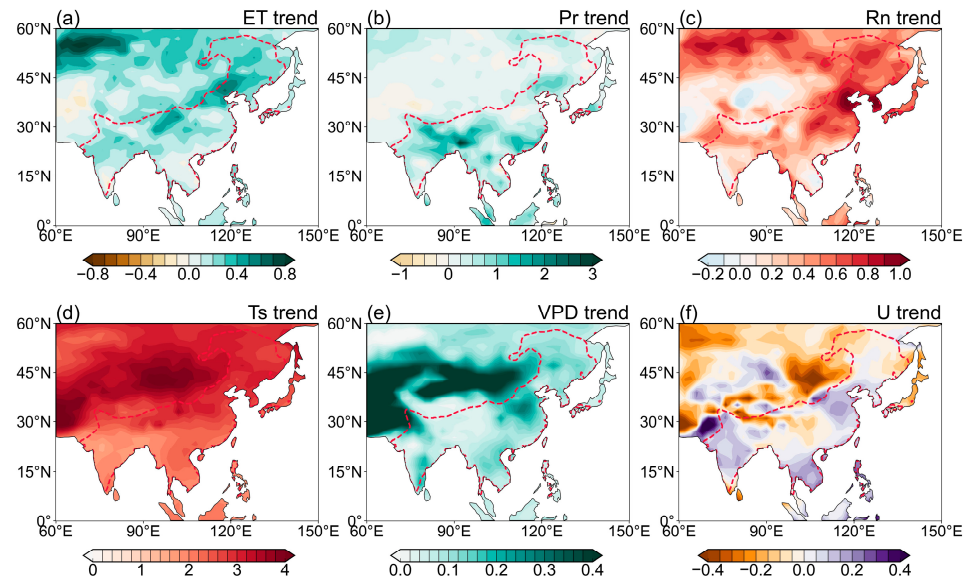 (a) ET trend
(b) Pr trend
(c) Rn trend
60°N
45°N
30°N
15°N
0°
60°E 90°E 120°E 150°E
60°N
45°N
30°N
15°N
0°
60°E 90°E 120°E 150°E
60°N
45°N
30°N
15°N
0°
60°E 90°E 120°E 150°E
−0.8 −0.4 0.0 0.4 0.8
−1 0 1 2 3
−0.2 0.0 0.2 0.4 0.6 0.8 1.0
(d) Ts trend
(e) VPD trend
(f) U trend
60°N
45°N
30°N
15°N
0°
60°E 90°E 120°E 150°E
60°N
45°N
30°N
15°N
0°
60°E 90°E 120°E 150°E
60°N
45°N
30°N
15°N
0°
60°E 90°E 120°E 150°E
0 1 2 3 4
0.0 0.1 0.2 0.3 0.4
−0.4 −0.2 0.0 0.2 0.4